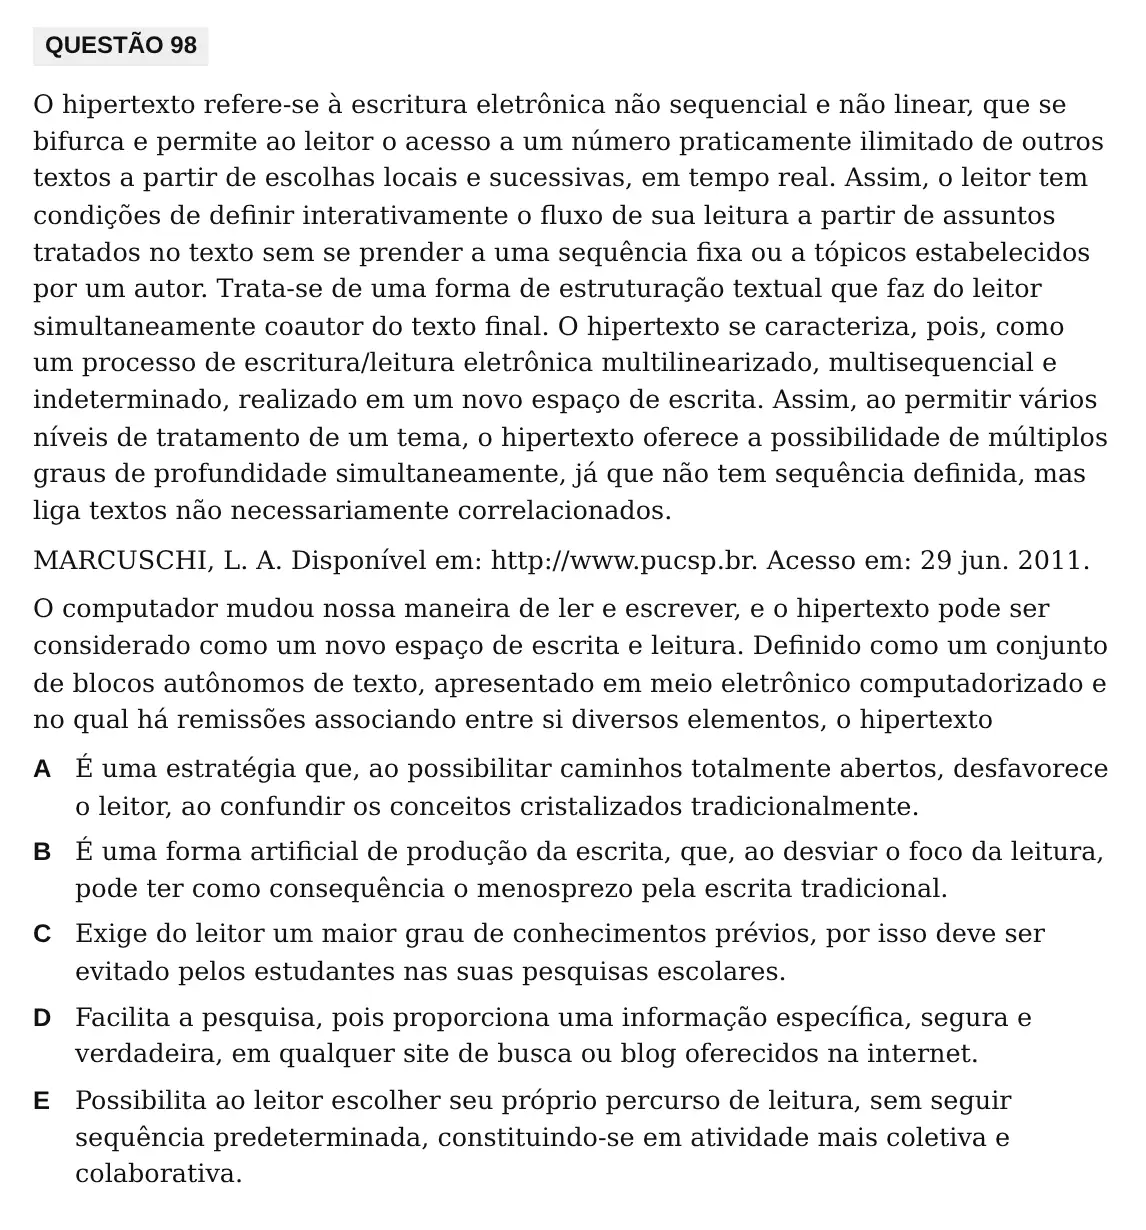 QUESTÃO 98
O hipertexto refere-se à escritura eletrônica não sequencial e não linear, que se
bifurca e permite ao leitor o acesso a um número praticamente ilimitado de outros
textos a partir de escolhas locais e sucessivas, em tempo real. Assim, o leitor tem
condições de definir interativamente o fluxo de sua leitura a partir de assuntos
tratados no texto sem se prender a uma sequência fixa ou a tópicos estabelecidos
por um autor. Trata-se de uma forma de estruturação textual que faz do leitor
simultaneamente coautor do texto final. O hipertexto se caracteriza, pois, como
um processo de escritura/leitura eletrônica multilinearizado, multisequencial e
indeterminado, realizado em um novo espaço de escrita. Assim, ao permitir vários
níveis de tratamento de um tema, o hipertexto oferece a possibilidade de múltiplos
graus de profundidade simultaneamente, já que não tem sequência definida, mas
liga textos não necessariamente correlacionados.
MARCUSCHI, L. A. Disponível em: http://www.pucsp.br. Acesso em: 29 jun. 2011.
O computador mudou nossa maneira de ler e escrever, e o hipertexto pode ser
considerado como um novo espaço de escrita e leitura. Definido como um conjunto
de blocos autônomos de texto, apresentado em meio eletrônico computadorizado e
no qual há remissões associando entre si diversos elementos, o hipertexto
A É uma estratégia que, ao possibilitar caminhos totalmente abertos, desfavorece
o leitor, ao confundir os conceitos cristalizados tradicionalmente.
B É uma forma artificial de produção da escrita, que, ao desviar o foco da leitura,
pode ter como consequência o menosprezo pela escrita tradicional.
C Exige do leitor um maior grau de conhecimentos prévios, por isso deve ser
evitado pelos estudantes nas suas pesquisas escolares.
D Facilita a pesquisa, pois proporciona uma informação específica, segura e
verdadeira, em qualquer site de busca ou blog oferecidos na internet.
E Possibilita ao leitor escolher seu próprio percurso de leitura, sem seguir
sequência predeterminada, constituindo-se em atividade mais coletiva e
colaborativa.